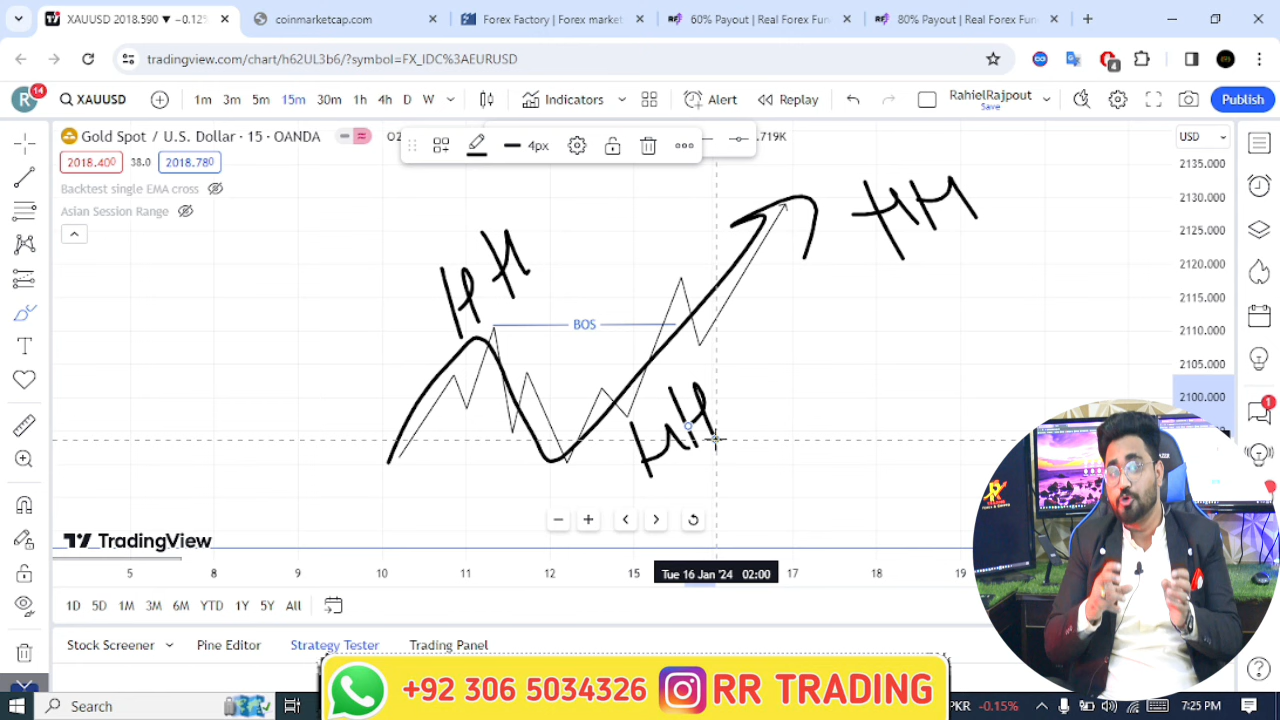 XAUUSD 2018.590 ▼ −0.12%
coinmarketcap.com
Forex Factory | Forex market
60% Payout | Real Forex Fun
80% Payout | Real Forex Fun
tradingview.com/chart/h62UL3b6/?symbol=FX_IDC%3AEURUSD
4
R 14 XAUUSD 1m 3m 5m 15m 30m 1h 4h D W Indicators Alert Replay RahielRajpout Save Publish
Gold Spot / U.S. Dollar · 15 · OANDA
4px
.719K
USD
2018.400 38.0 2018.780
Backtest single EMA cross
Asian Session Range
2135.000
2130.000
2125.000
2120.000
2115.000
2110.000
2105.000
2100.000
HH
HH
BOS
HH
1
TradingView
5 8 9 10 11 12 15 Tue 16 Jan '24 02:00 17 18 19
1D 5D 1M 3M 6M YTD 1Y 5Y All
Stock Screener Pine Editor Strategy Tester Trading Panel
+92 306 5034326 RR TRADING
Search
PKR -0.15%
7:25 PM